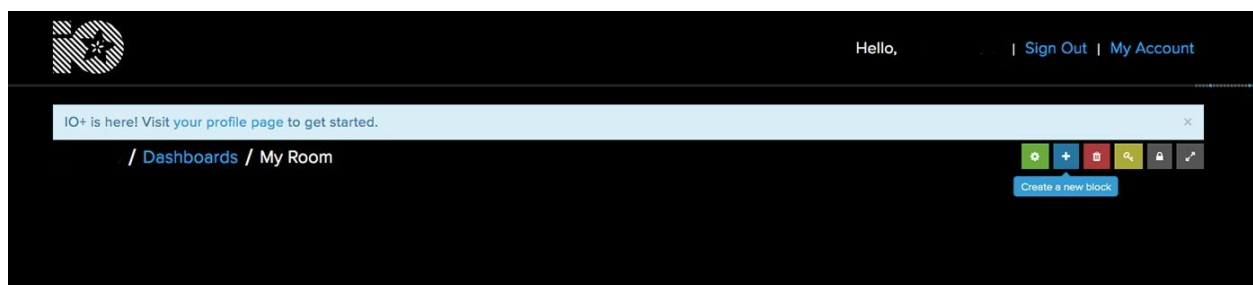 iO
Hello, | Sign Out | My Account
IO+ is here! Visit your profile page to get started. ×
/ Dashboards / My Room
Create a new block